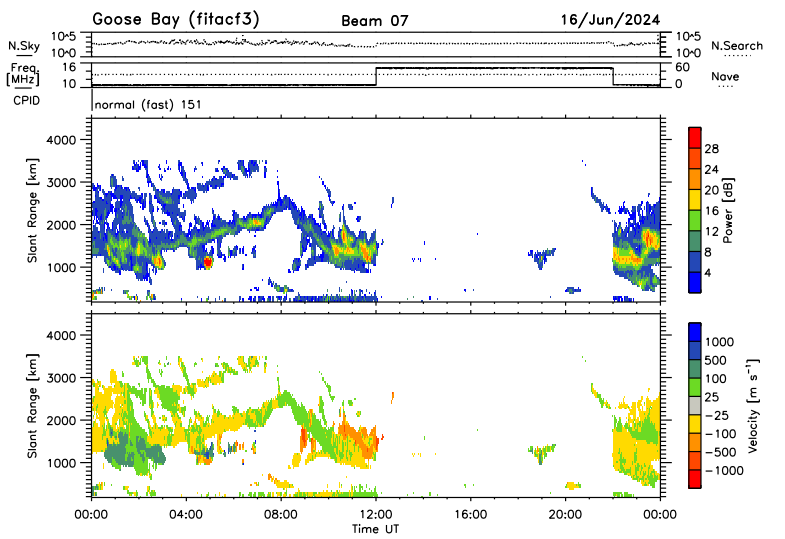 Goose Bay (fitacf3) Beam 07 16/Jun/2024
N.Sky 10^5 10^0 10^5 10^0 N.Search
Freq. [MHz] 16 10 60 0 Nave
CPID normal (fast) 151
Slant Range [km]
4000
3000
2000
1000
28
24
20
16
12
8
4
Power [dB]
Slant Range [km]
4000
3000
2000
1000
1000
500
100
25
−25
−100
−500
−1000
Velocity [m s⁻¹]
00:00 04:00 08:00 12:00 16:00 20:00 00:00
Time UT